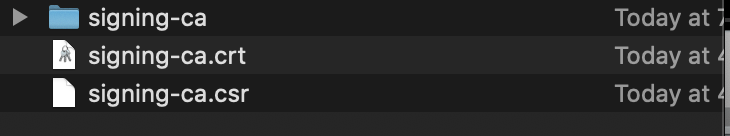 signing-ca Today at 7
signing-ca.crt Today at 4
signing-ca.csr Today at 4